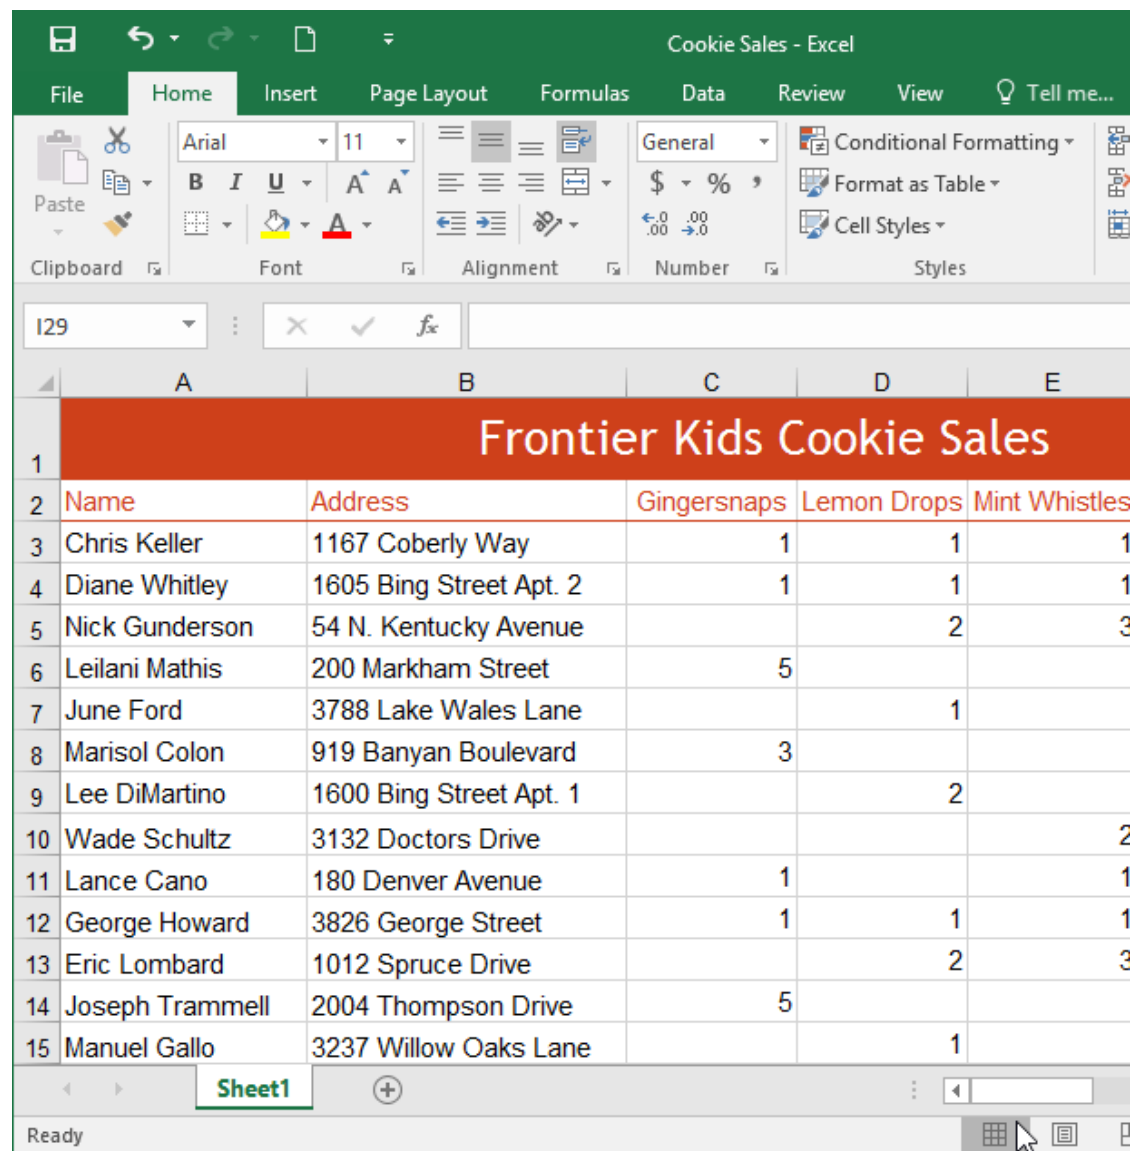 Cookie Sales - Excel
File Home Insert Page Layout Formulas Data Review View Tell me...
Arial 11 General Conditional Formatting
Paste B I U A A $ % , Format as Table
A .0 .00 .00 .0 Cell Styles
Clipboard Font Alignment Number Styles
I29 fx
A B C D E
1 Frontier Kids Cookie Sales
2 Name Address Gingersnaps Lemon Drops Mint Whistles
3 Chris Keller 1167 Coberly Way 1 1 1
4 Diane Whitley 1605 Bing Street Apt. 2 1 1 1
5 Nick Gunderson 54 N. Kentucky Avenue 2 3
6 Leilani Mathis 200 Markham Street 5
7 June Ford 3788 Lake Wales Lane 1
8 Marisol Colon 919 Banyan Boulevard 3
9 Lee DiMartino 1600 Bing Street Apt. 1 2
10 Wade Schultz 3132 Doctors Drive 2
11 Lance Cano 180 Denver Avenue 1 1
12 George Howard 3826 George Street 1 1 1
13 Eric Lombard 1012 Spruce Drive 2 3
14 Joseph Trammell 2004 Thompson Drive 5
15 Manuel Gallo 3237 Willow Oaks Lane 1
Sheet1
Ready